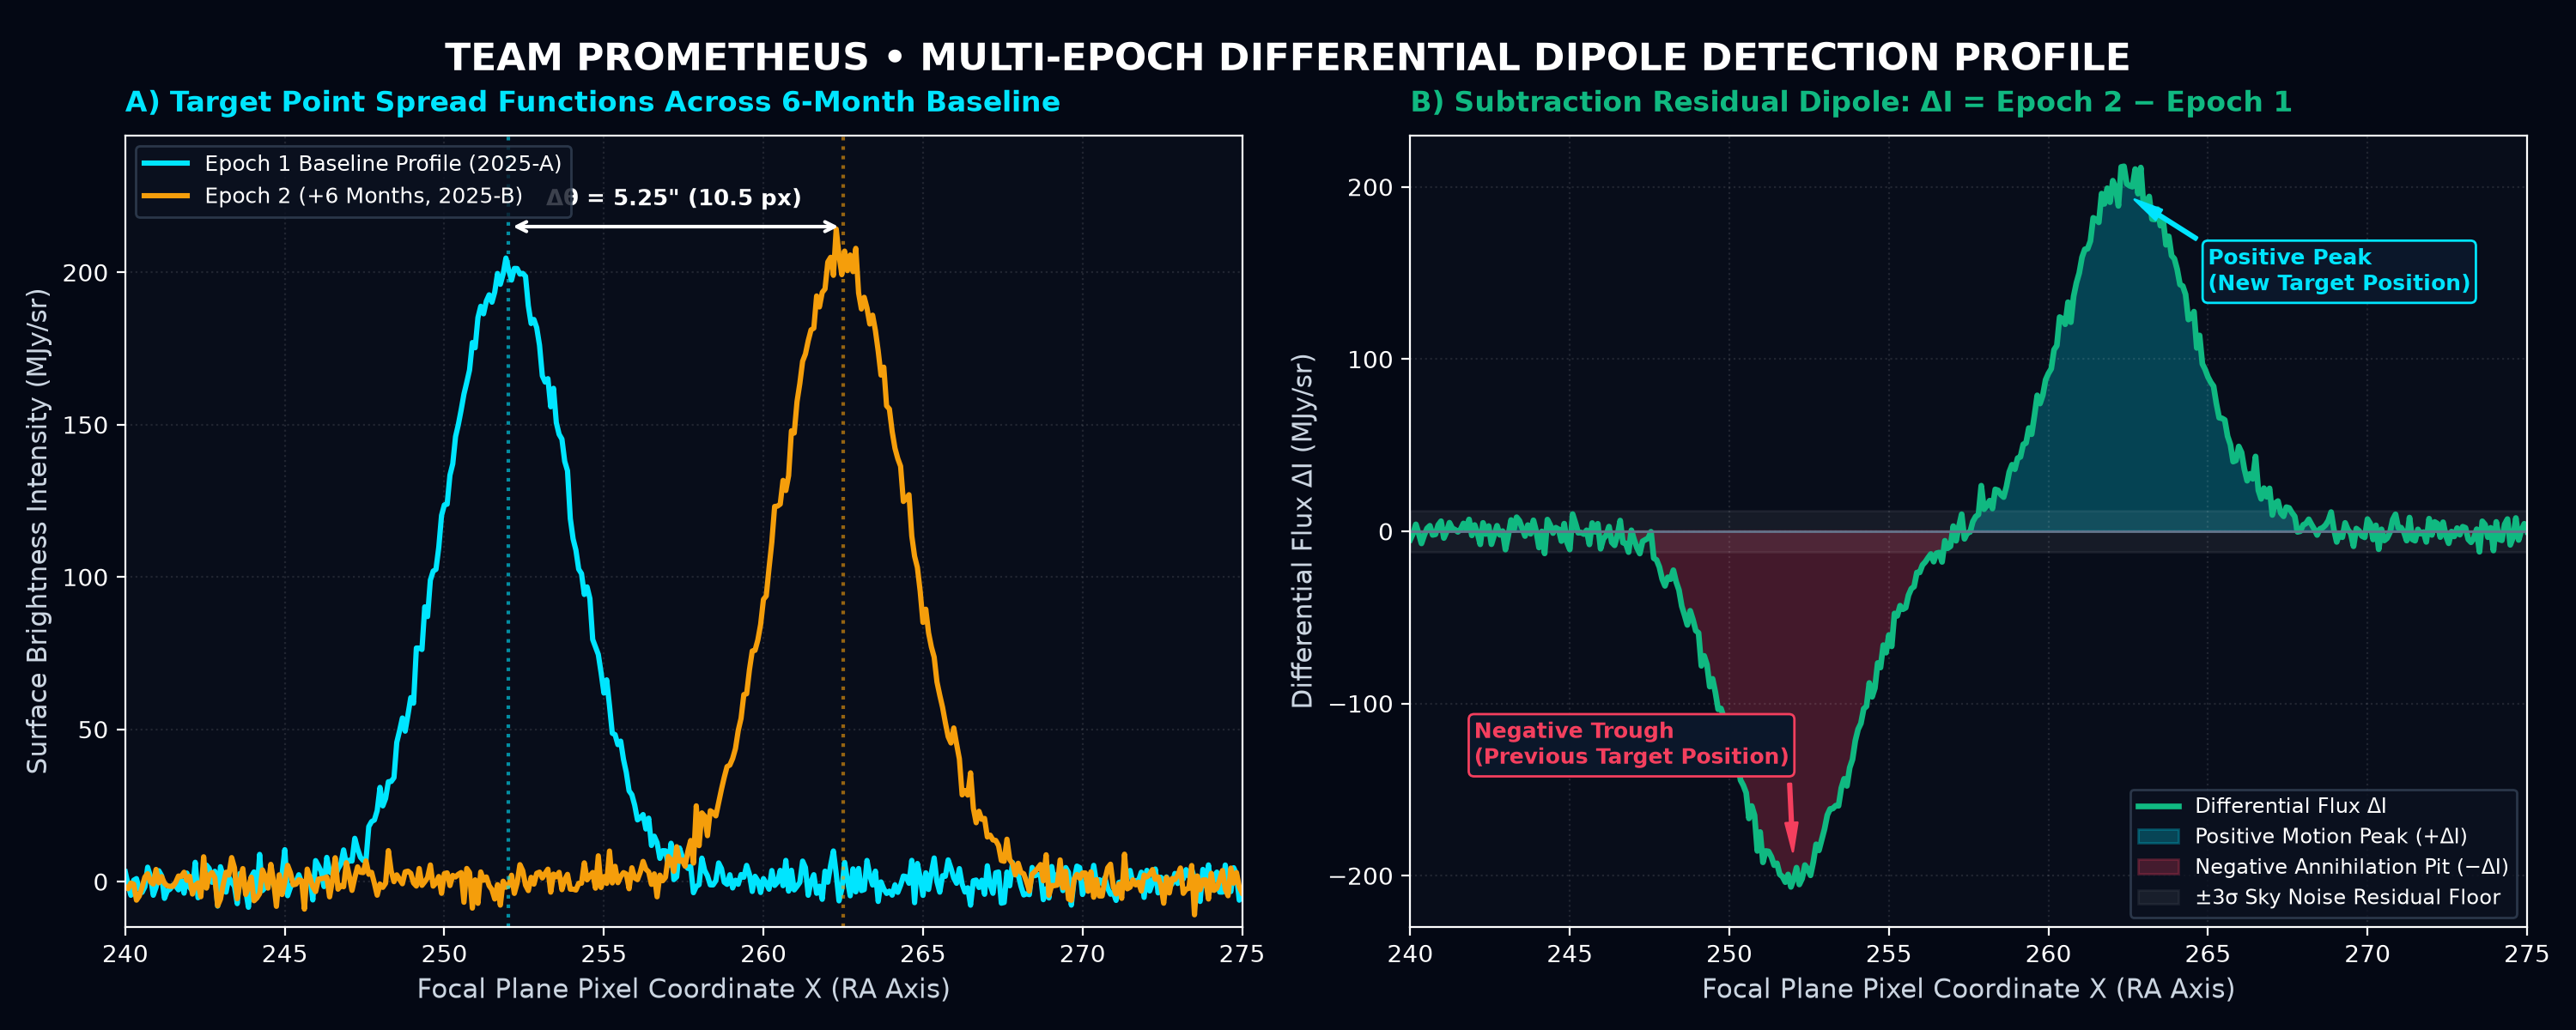 TEAM PROMETHEUS • MULTI-EPOCH DIFFERENTIAL DIPOLE DETECTION PROFILE
A) Target Point Spread Functions Across 6-Month Baseline
Surface Brightness Intensity (MJy/sr)
200
150
100
50
0
Epoch 1 Baseline Profile (2025-A)
Epoch 2 (+6 Months, 2025-B)
Δθ = 5.25" (10.5 px)
240 245 250 255 260 265 270 275
Focal Plane Pixel Coordinate X (RA Axis)
B) Subtraction Residual Dipole: ΔI = Epoch 2 − Epoch 1
Differential Flux ΔI (MJy/sr)
200
100
0
−100
−200
Positive Peak
(New Target Position)
Negative Trough
(Previous Target Position)
Differential Flux ΔI
Positive Motion Peak (+ΔI)
Negative Annihilation Pit (−ΔI)
±3σ Sky Noise Residual Floor
240 245 250 255 260 265 270 275
Focal Plane Pixel Coordinate X (RA Axis)